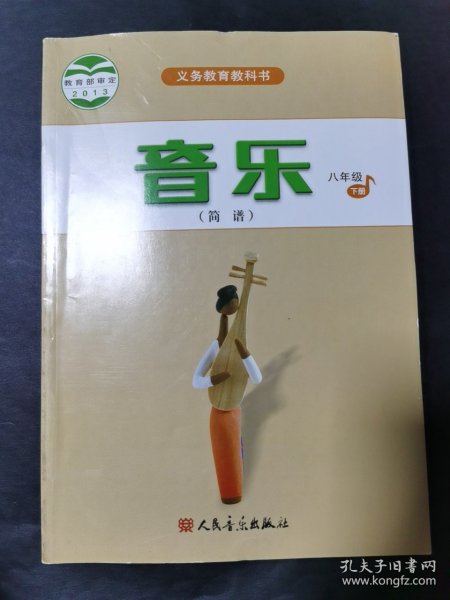 义务教育教科书
教育部审定
2013
音乐
八年级
下册
（简谱）
人民音乐出版社
孔夫子旧书网
www.kongfz.com